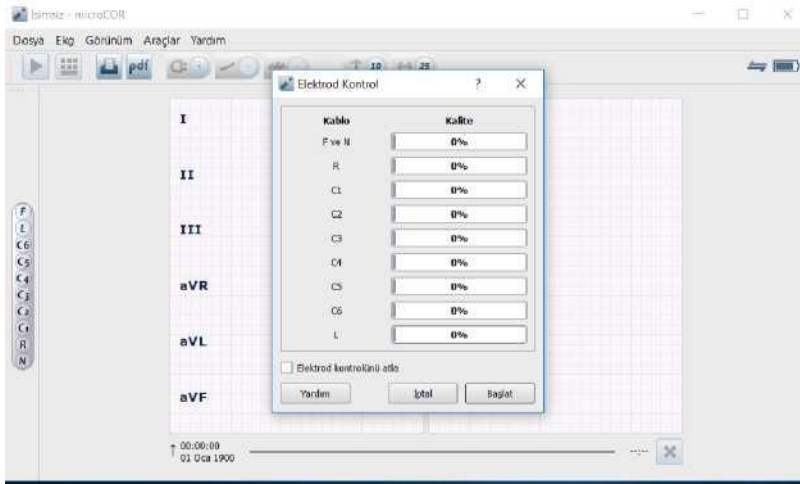 İsimsiz - microCOR
Dosya Ekg Görünüm Araçlar Yardım
pdf 10 25
Elektrod Kontrol ? ×
Kablo Kalite
F ve N 0%
R 0%
C1 0%
C2 0%
C3 0%
C4 0%
C5 0%
C6 0%
L 0%
Elektrod kontrolünü atla
Yardım İptal Başlat
I
II
III
aVR
aVL
aVF
F
L
C6
C5
C4
C3
C2
C1
R
N
00:00:00
01 Oca 1900
--:--